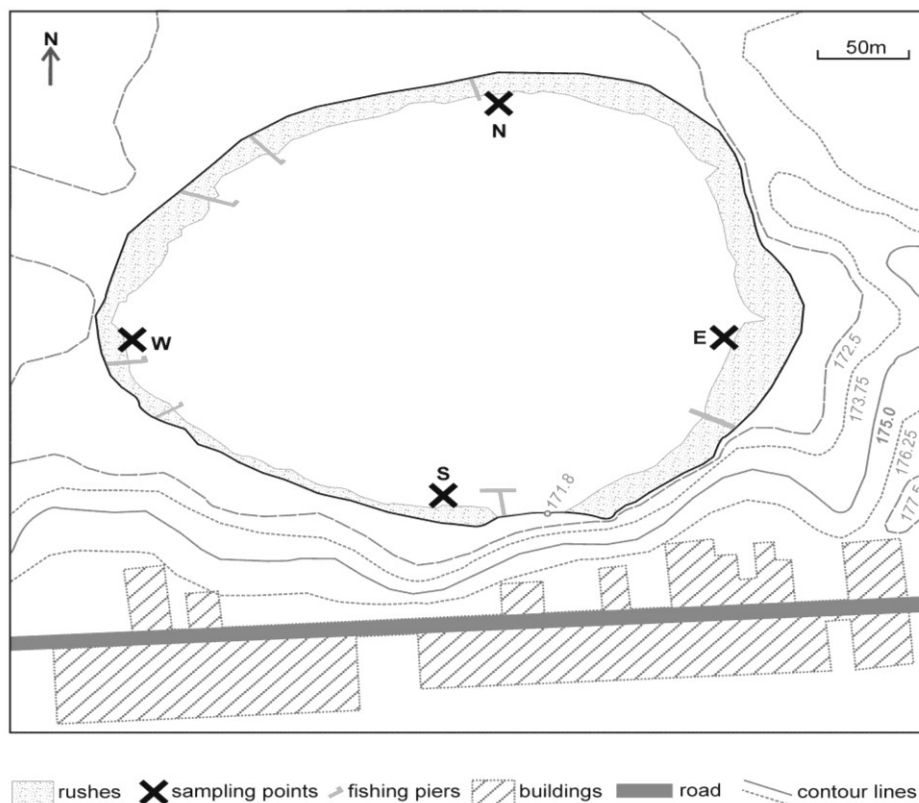 N
50m
N
W
E
S
171.8
172.5
173.75
175.0
176.25
177.5
rushes
sampling points
fishing piers
buildings
road
contour lines